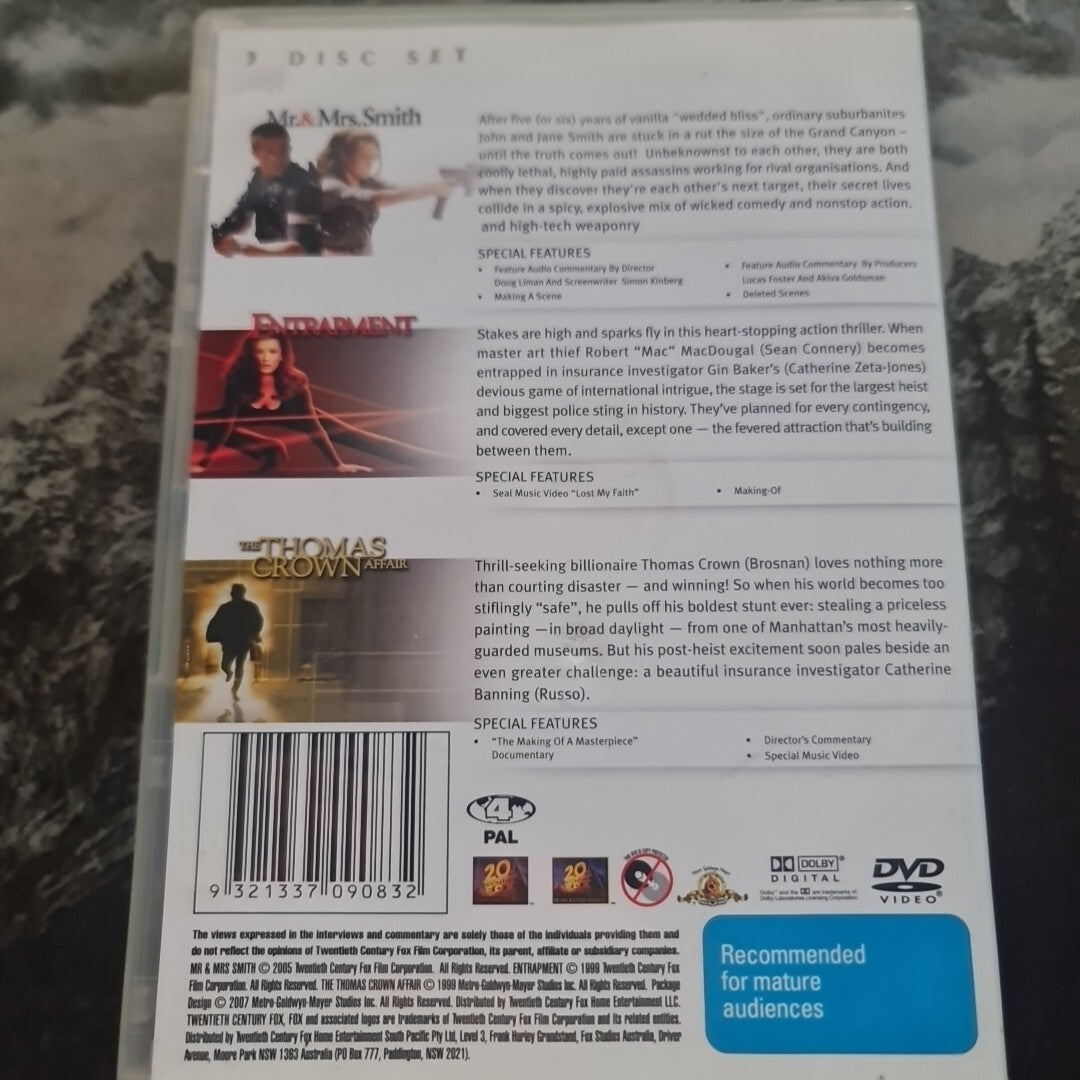 3 DISC SET
Mr.& Mrs. Smith
After five (or six) years of vanilla "wedded bliss", ordinary suburbanites
John and Jane Smith are stuck in a rut the size of the Grand Canyon –
until the truth comes out! Unbeknownst to each other, they are both
coolly lethal, highly paid assassins working for rival organisations. And
when they discover they're each other's next target, their secret lives
collide in a spicy, explosive mix of wicked comedy and nonstop action.
and high-tech weaponry
SPECIAL FEATURES
• Feature Audio Commentary By Director
Doug Liman And Screenwriter Simon Kinberg
• Making A Scene
• Feature Audio Commentary By Producers
Lucas Foster And Akiva Goldsman
• Deleted Scenes
ENTRAPMENT
Stakes are high and sparks fly in this heart-stopping action thriller. When
master art thief Robert "Mac" MacDougal (Sean Connery) becomes
entrapped in insurance investigator Gin Baker's (Catherine Zeta-Jones)
devious game of international intrigue, the stage is set for the largest heist
and biggest police sting in history. They've planned for every contingency,
and covered every detail, except one — the fevered attraction that's building
between them.
SPECIAL FEATURES
• Seal Music Video "Lost My Faith"
• Making-Of
THE THOMAS
CROWN AFFAIR
Thrill-seeking billionaire Thomas Crown (Brosnan) loves nothing more
than courting disaster — and winning! So when his world becomes too
stiflingly "safe", he pulls off his boldest stunt ever: stealing a priceless
painting —in broad daylight — from one of Manhattan's most heavily-
guarded museums. But his post-heist excitement soon pales beside an
even greater challenge: a beautiful insurance investigator Catherine
Banning (Russo).
SPECIAL FEATURES
• "The Making Of A Masterpiece"
Documentary
• Director's Commentary
• Special Music Video
9 321337 090832
4
PAL
20
20
DOLBY
DIGITAL
Dolby and the DD are trademarks of
Dolby Laboratories Licensing Corporation.
DVD
VIDEO
The views expressed in the interviews and commentary are solely those of the individuals providing them and
do not reflect the opinions of Twentieth Century Fox Film Corporation, its parent, affiliate or subsidiary companies.
MR & MRS SMITH © 2005 Twentieth Century Fox Film Corporation. All Rights Reserved. ENTRAPMENT © 1999 Twentieth Century Fox
Film Corporation. All Rights Reserved. THE THOMAS CROWN AFFAIR © 1999 Metro-Goldwyn-Mayer Studios Inc. All Rights Reserved. Package
Design © 2007 Metro-Goldwyn-Mayer Studios Inc. All Rights Reserved. Distributed by Twentieth Century Fox Home Entertainment LLC.
TWENTIETH CENTURY FOX, FOX and associated logos are trademarks of Twentieth Century Fox Film Corporation and its related entities.
Distributed by Twentieth Century Fox Home Entertainment South Pacific Pty Ltd, Level 3, Frank Hurley Grandstand, Fox Studios Australia, Driver
Avenue, Moore Park NSW 1363 Australia (PO Box 777, Paddington, NSW 2021).
Recommended
for mature
audiences